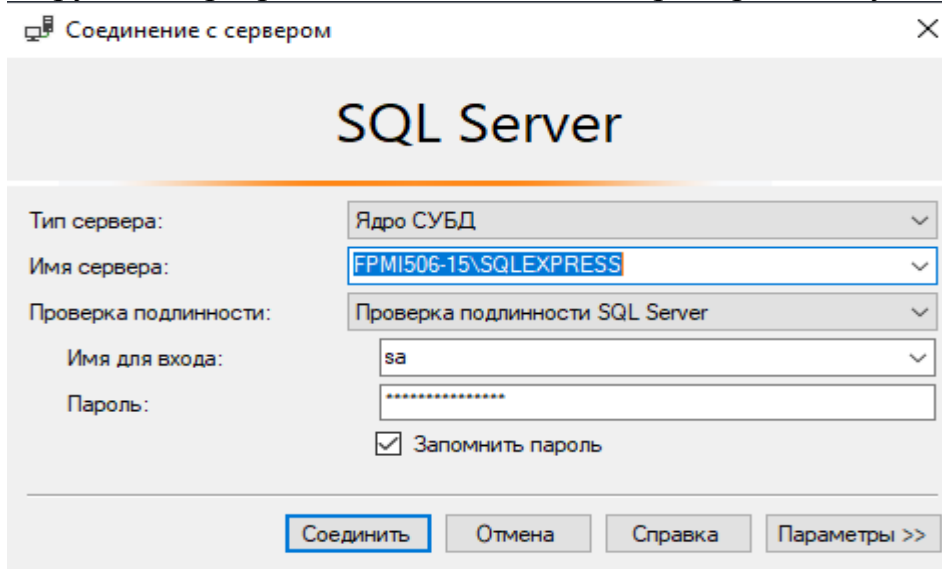 Соединение с сервером
SQL Server
Тип сервера: Ядро СУБД
Имя сервера: FPMI506-15\SQLEXPRESS
Проверка подлинности: Проверка подлинности SQL Server
Имя для входа: sa
Пароль: ***************
Запомнить пароль
Соединить Отмена Справка Параметры >>